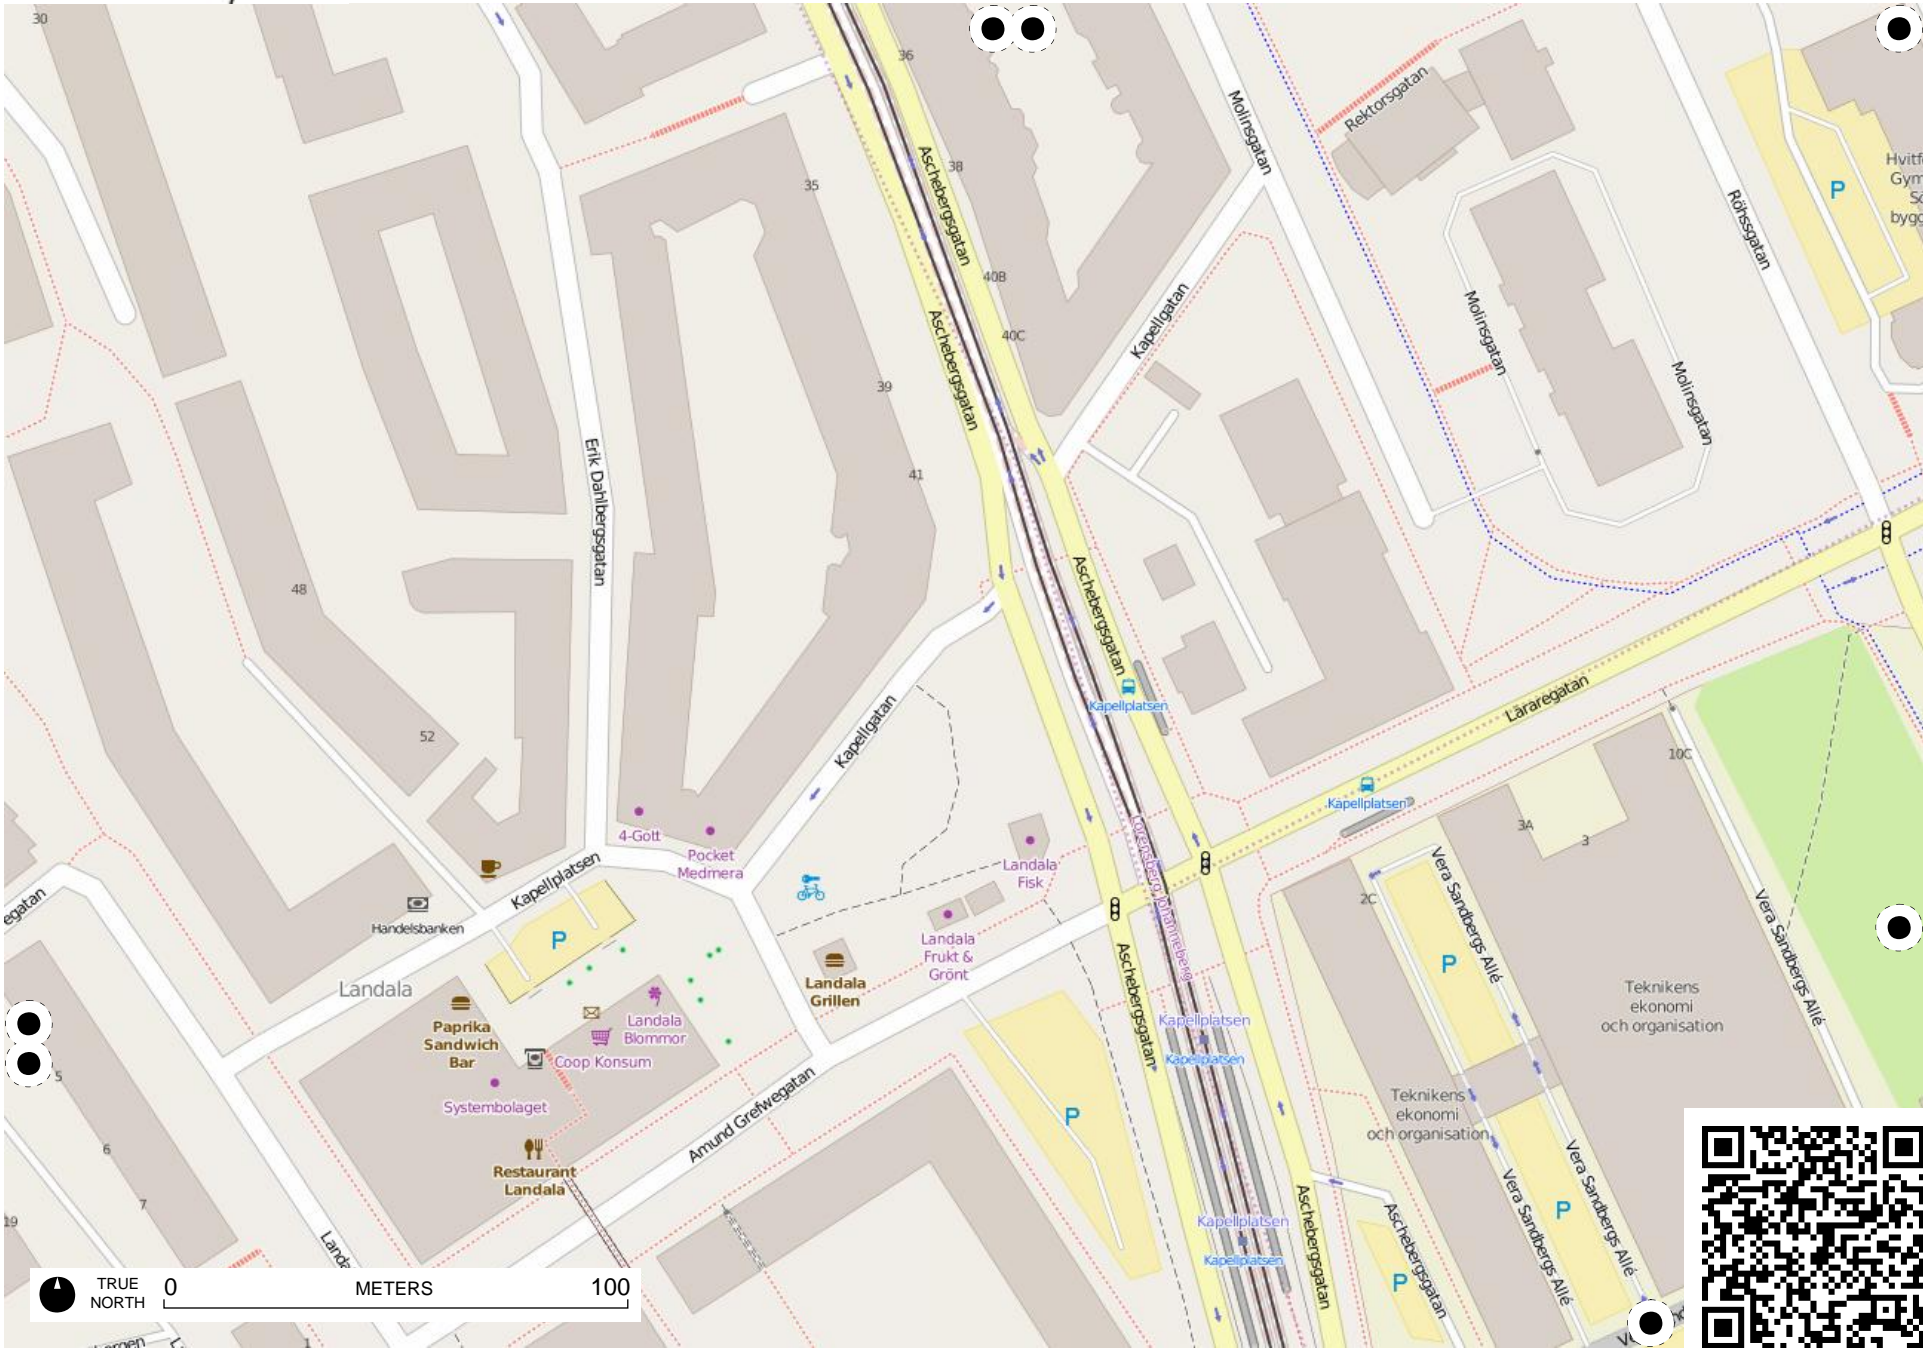 30
36
38
40B
40C
35
39
41
48
52
Aschebergsgatan
Aschebergsgatan
Aschebergsgatan
Molinsgatan
Kapellgatan
Rektorsgatan
Molinsgatan
Molinsgatan
Röhsgatan
P
Erik Dahlbergsgatan
Kapellgatan
Kapellplatsen
Läraregatan
Kapellplatsen
10C
3A
3
2C
4-Gott
Pocket
Medmera
Landala
Fisk
Landala
Frukt &
Grönt
Landala
Grillen
Kapellplatsen
Handelsbanken
P
Landala
Paprika
Sandwich
Bar
Landala
Blommor
Coop Konsum
Systembolaget
Restaurant
Landala
Amund Grefwegatan
Lorensberg Johanneberg
Aschebergsgatan
Kapellplatsen
Kapellplatsen
P
Vera Sandbergs Allé
P
Vera Sandbergs Allé
Teknikens
ekonomi
och organisation
Teknikens
ekonomi
och organisation
Kapellplatsen
Kapellplatsen
Aschebergsgatan
Aschebergsgatan
P
Vera Sandbergs Allé
Vera Sandbergs Allé
P
5
6
7
19
1
TRUE
NORTH
0
METERS
100